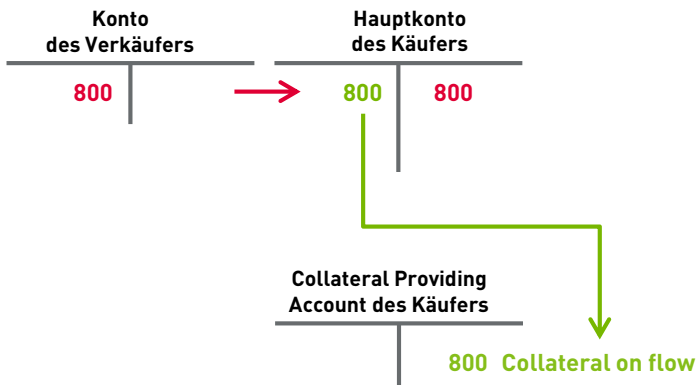 Konto
des Verkäufers
Hauptkonto
des Käufers
800
800
800
Collateral Providing
Account des Käufers
800 Collateral on flow